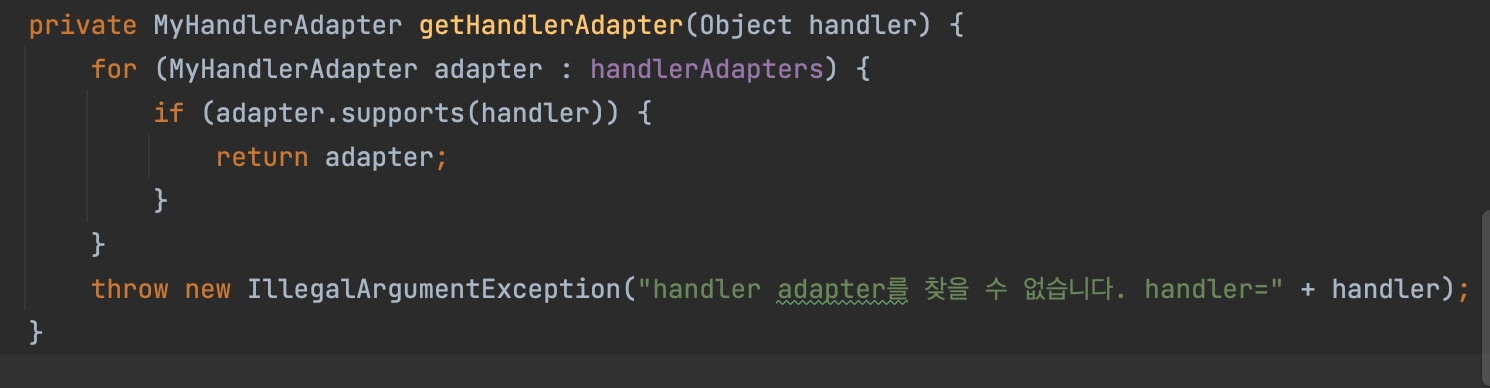 private MyHandlerAdapter getHandlerAdapter(Object handler) {
for (MyHandlerAdapter adapter : handlerAdapters) {
if (adapter.supports(handler)) {
return adapter;
}
}
throw new IllegalArgumentException("handler adapter를 찾을 수 없습니다. handler=" + handler);
}